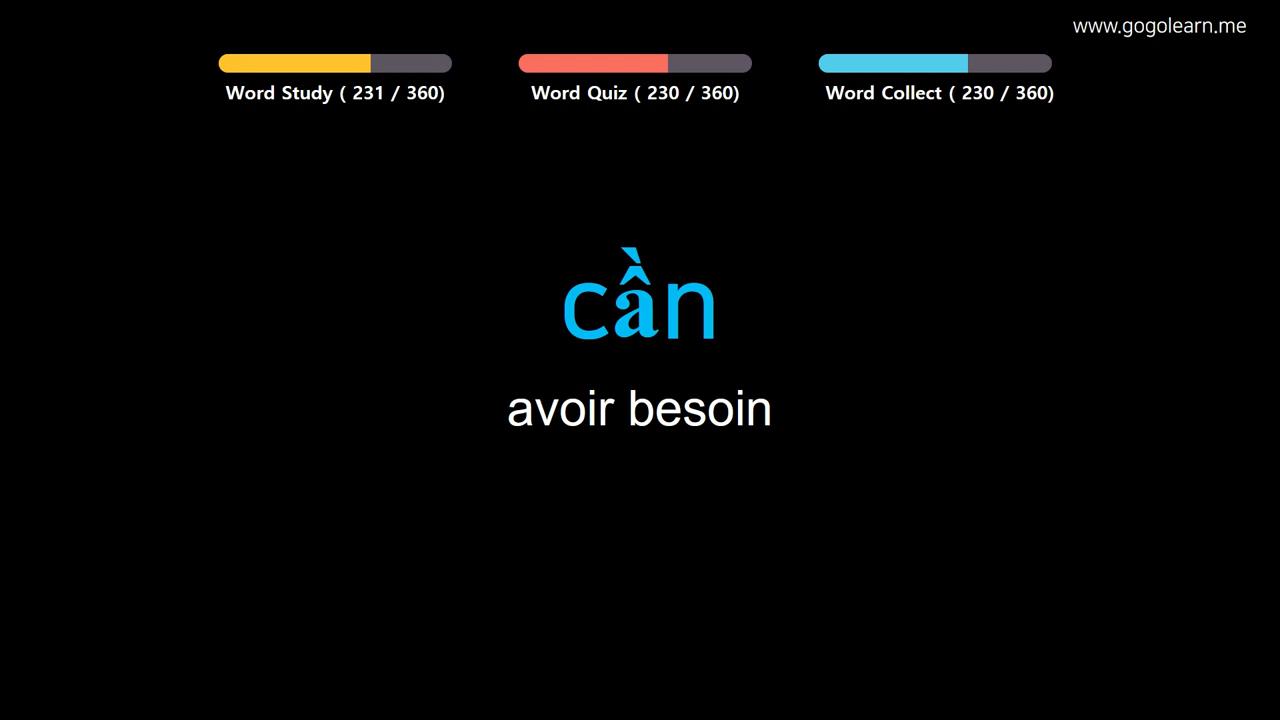 www.gogolearn.me
Word Study ( 231 / 360)
Word Quiz ( 230 / 360)
Word Collect ( 230 / 360)
cần
avoir besoin